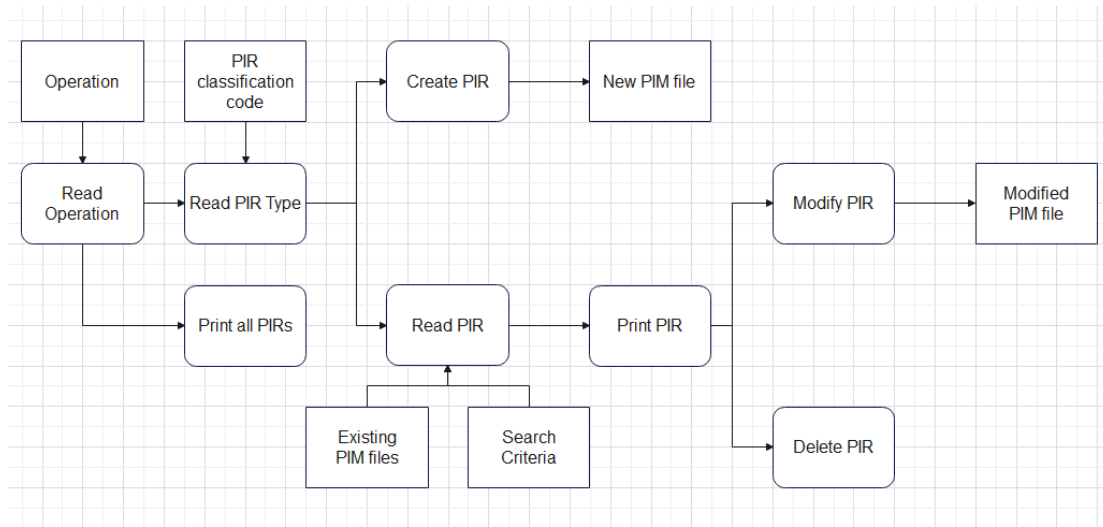 Operation
PIR
classification
code
Create PIR
New PIM file
Read
Operation
Read PIR Type
Modify PIR
Modified
PIM file
Print all PIRs
Read PIR
Print PIR
Existing
PIM files
Search
Criteria
Delete PIR